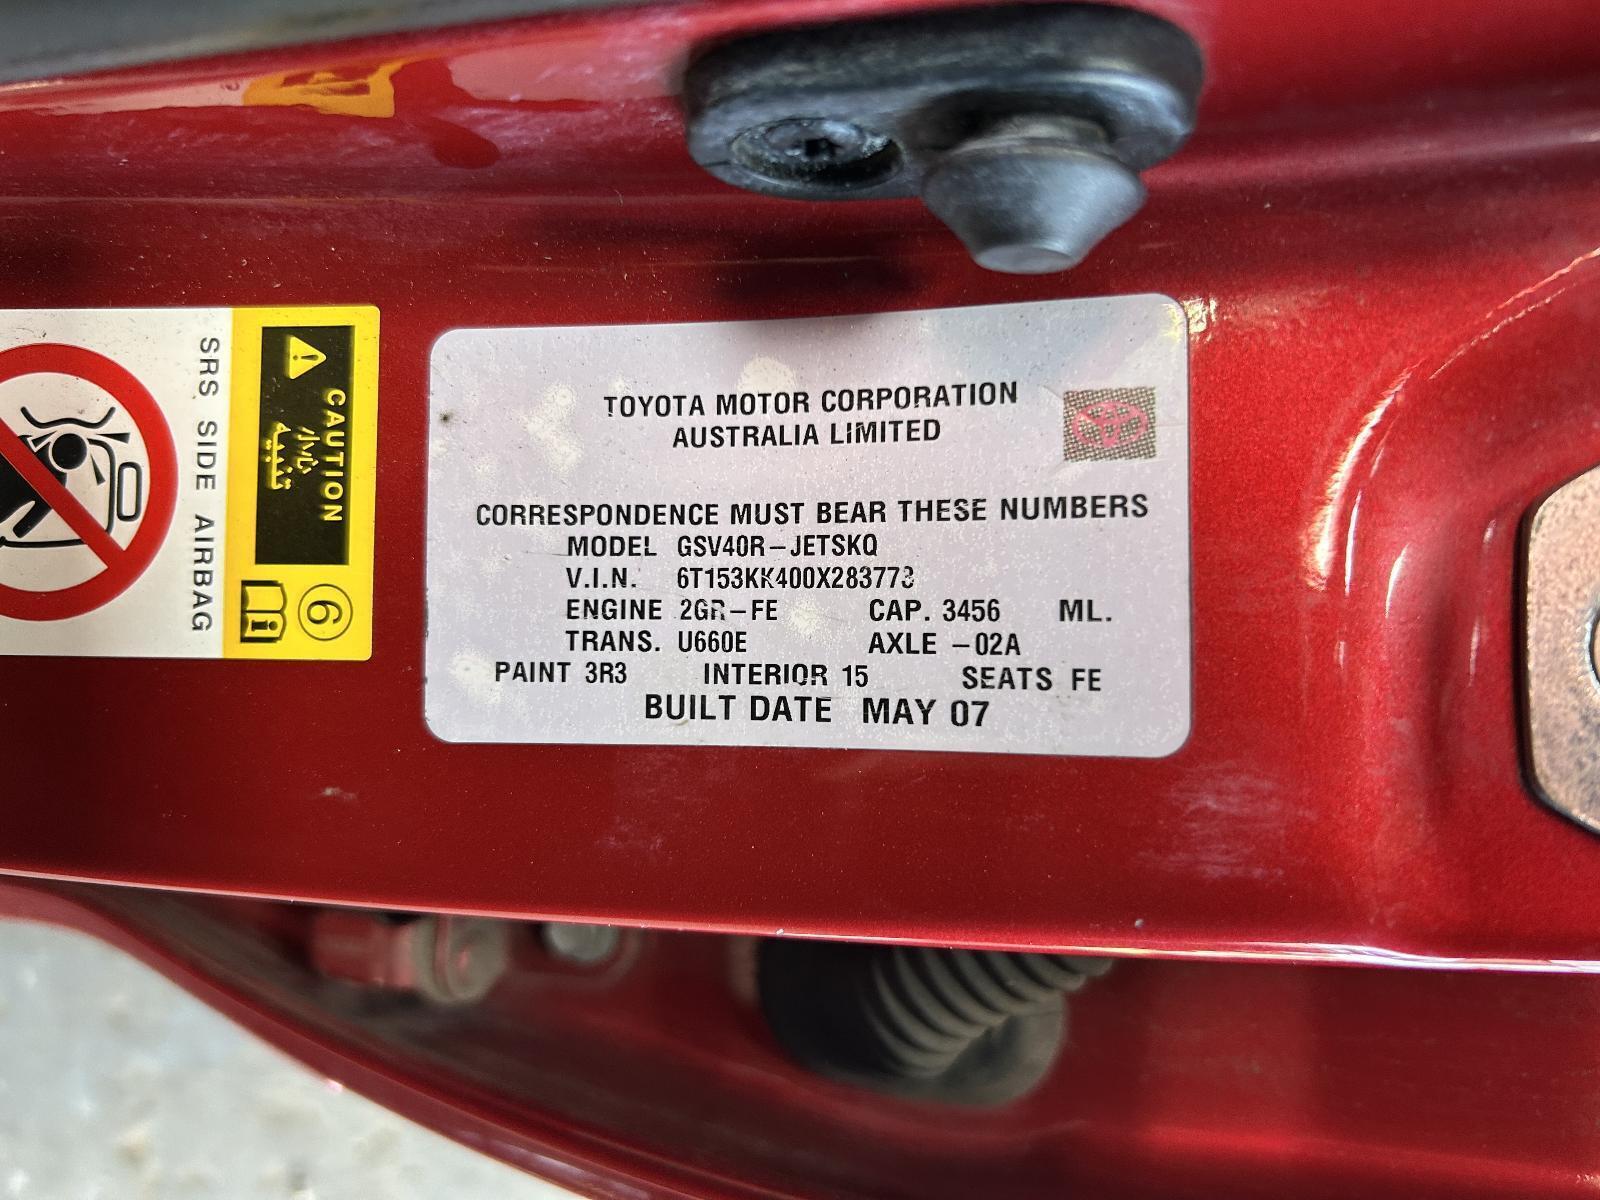 TOYOTA MOTOR CORPORATION
AUSTRALIA LIMITED
CORRESPONDENCE MUST BEAR THESE NUMBERS
MODEL GSV40R-JETSKQ
V.I.N. 6T153KK400X283773
ENGINE 2GR-FE CAP. 3456 ML.
TRANS. U660E AXLE -02A
PAINT 3R3 INTERIOR 15 SEATS FE
BUILT DATE MAY 07
CAUTION
تنبيه
6
SRS SIDE AIRBAG